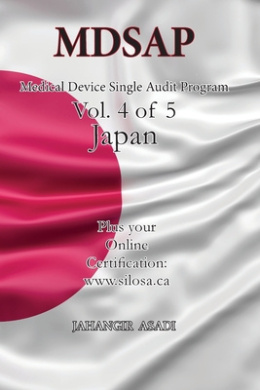 MDSAP
Medical Device Single Audit Program
Vol. 4 of 5
Japan
Plus your
Online
Certification:
www.silosa.ca
JAHANGIR ASADI